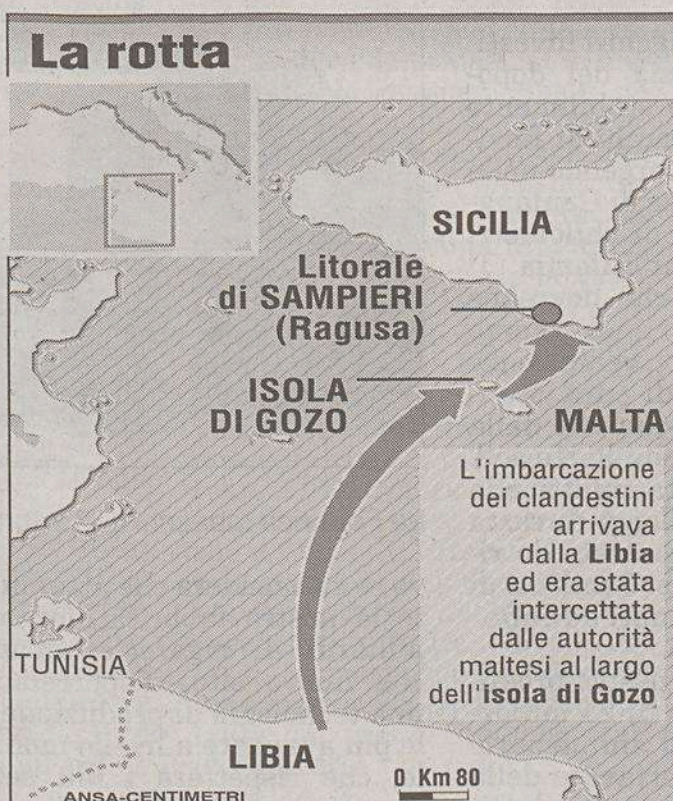 La rotta
SICILIA
Litorale
di SAMPIERI
(Ragusa)
ISOLA
DI GOZO
MALTA
L'imbarcazione
dei clandestini
arrivava
dalla Libia
ed era stata
intercettata
dalle autorità
maltesi al largo
dell'isola di Gozo
TUNISIA
LIBIA
0 Km 80
ANSA-CENTIMETRI